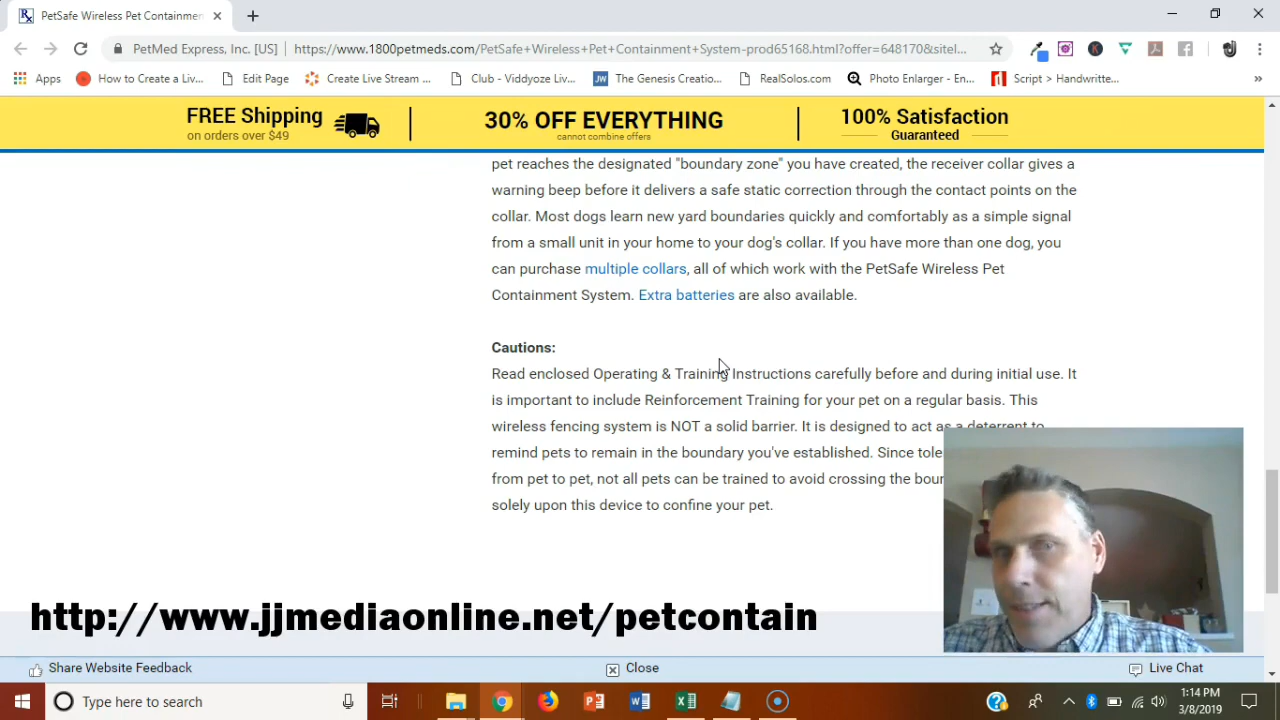 PetSafe Wireless Pet Containmen
PetMed Express, Inc. [US] https://www.1800petmeds.com/PetSafe+Wireless+Pet+Containment+System-prod65168.html?offer=648170&sitel...
Apps How to Create a Liv... Edit Page Create Live Stream ... Club - Viddyoze Liv... JW The Genesis Creatio... RealSolos.com Photo Enlarger - En... Script > Handwritte... »
FREE Shipping
on orders over $49
30% OFF EVERYTHING
cannot combine offers
100% Satisfaction
Guaranteed
pet reaches the designated "boundary zone" you have created, the receiver collar gives a
warning beep before it delivers a safe static correction through the contact points on the
collar. Most dogs learn new yard boundaries quickly and comfortably as a simple signal
from a small unit in your home to your dog's collar. If you have more than one dog, you
can purchase multiple collars, all of which work with the PetSafe Wireless Pet
Containment System. Extra batteries are also available.
Cautions:
Read enclosed Operating & Training Instructions carefully before and during initial use. It
is important to include Reinforcement Training for your pet on a regular basis. This
wireless fencing system is NOT a solid barrier. It is designed to act as a deterrent to
remind pets to remain in the boundary you've established. Since tole
from pet to pet, not all pets can be trained to avoid crossing the bou
solely upon this device to confine your pet.
http://www.jjmediaonline.net/petcontain
Share Website Feedback Close Live Chat
Type here to search
1:14 PM
3/8/2019